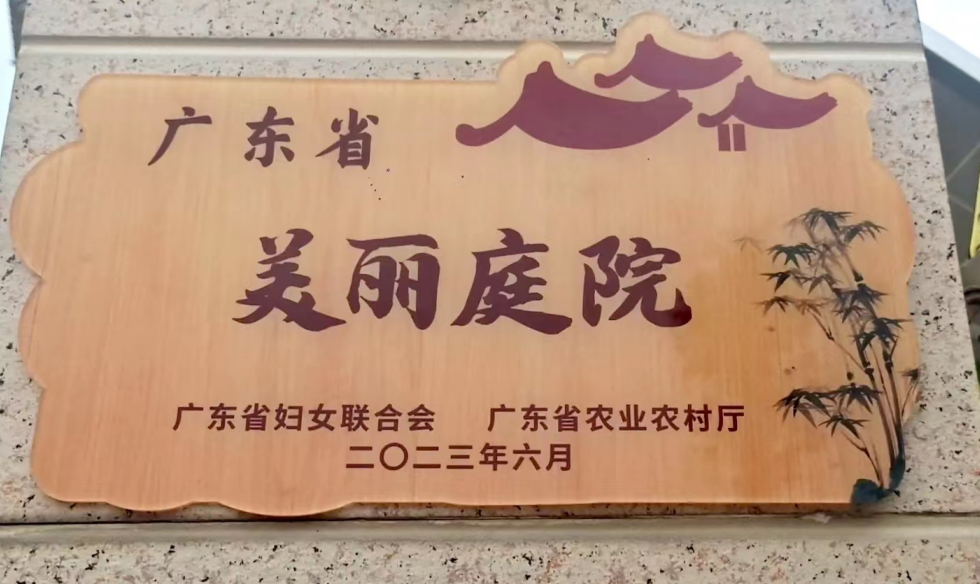 广东省
美丽庭院
广东省妇女联合会 广东省农业农村厅
二〇二三年六月